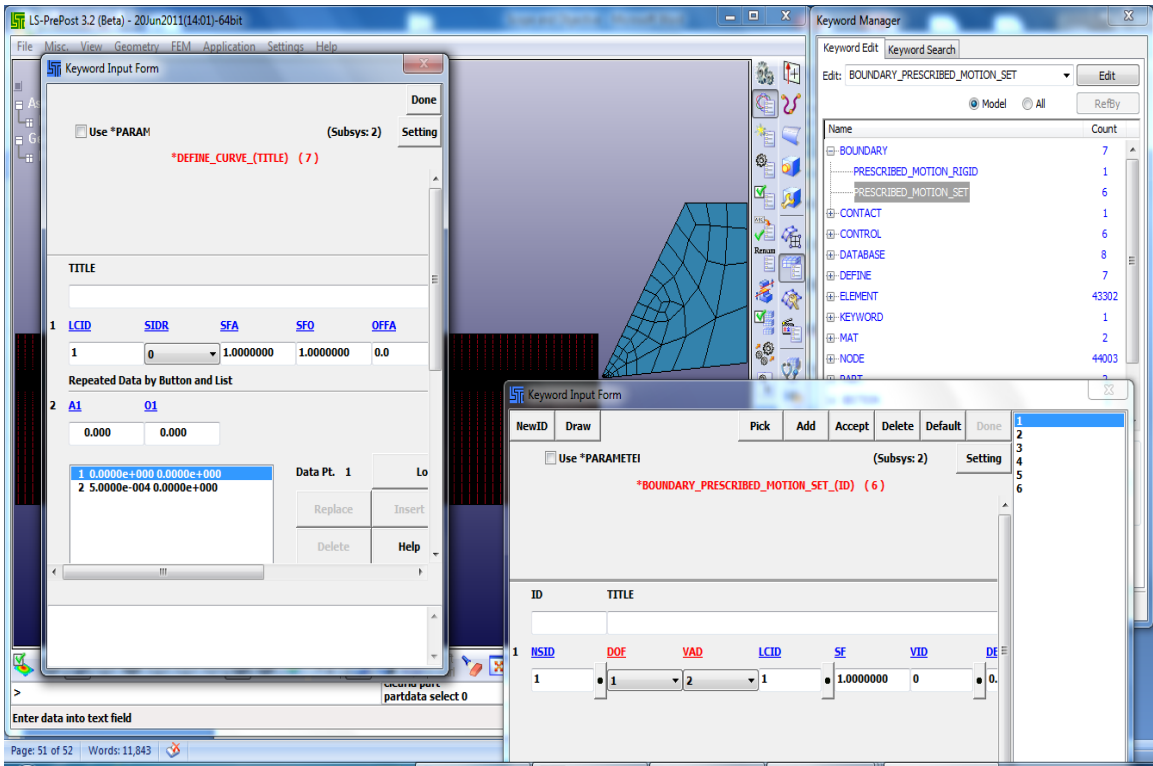 LS-PrePost 3.2 (Beta) - 20Jun2011(14:01)-64bit
File Misc. View Geometry FEM Application Settings Help
Keyword Input Form
Done
Use *PARAM
(Subsys: 2)
Setting
*DEFINE_CURVE_(TITLE) (7)
TITLE
1 LCID SIDR SFA SFO OFFA
1 0 1.0000000 1.0000000 0.0
Repeated Data by Button and List
2 A1 O1
0.000 0.000
1 0.0000e+000 0.0000e+000
2 5.0000e-004 0.0000e+000
Data Pt. 1
Lo
Replace Insert
Delete Help
Renum
>
partdata select 0
Enter data into text field
Page: 51 of 52 Words: 11,843
Keyword Manager
Keyword Edit Keyword Search
Edit: BOUNDARY_PRESCRIBED_MOTION_SET Edit
Model All RefBy
Name Count
BOUNDARY 7
PRESCRIBED_MOTION_RIGID 1
PRESCRIBED_MOTION_SET 6
CONTACT 1
CONTROL 6
DATABASE 8
DEFINE 7
ELEMENT 43302
KEYWORD 1
MAT 2
NODE 44003
Keyword Input Form
NewID Draw Pick Add Accept Delete Default Done
Use *PARAMETEI
(Subsys: 2)
Setting
*BOUNDARY_PRESCRIBED_MOTION_SET_(ID) (6)
ID TITLE
1 NSID DOF VAD LCID SF VID DE
1 1 2 1 1.0000000 0 0.
1
2
3
4
5
6